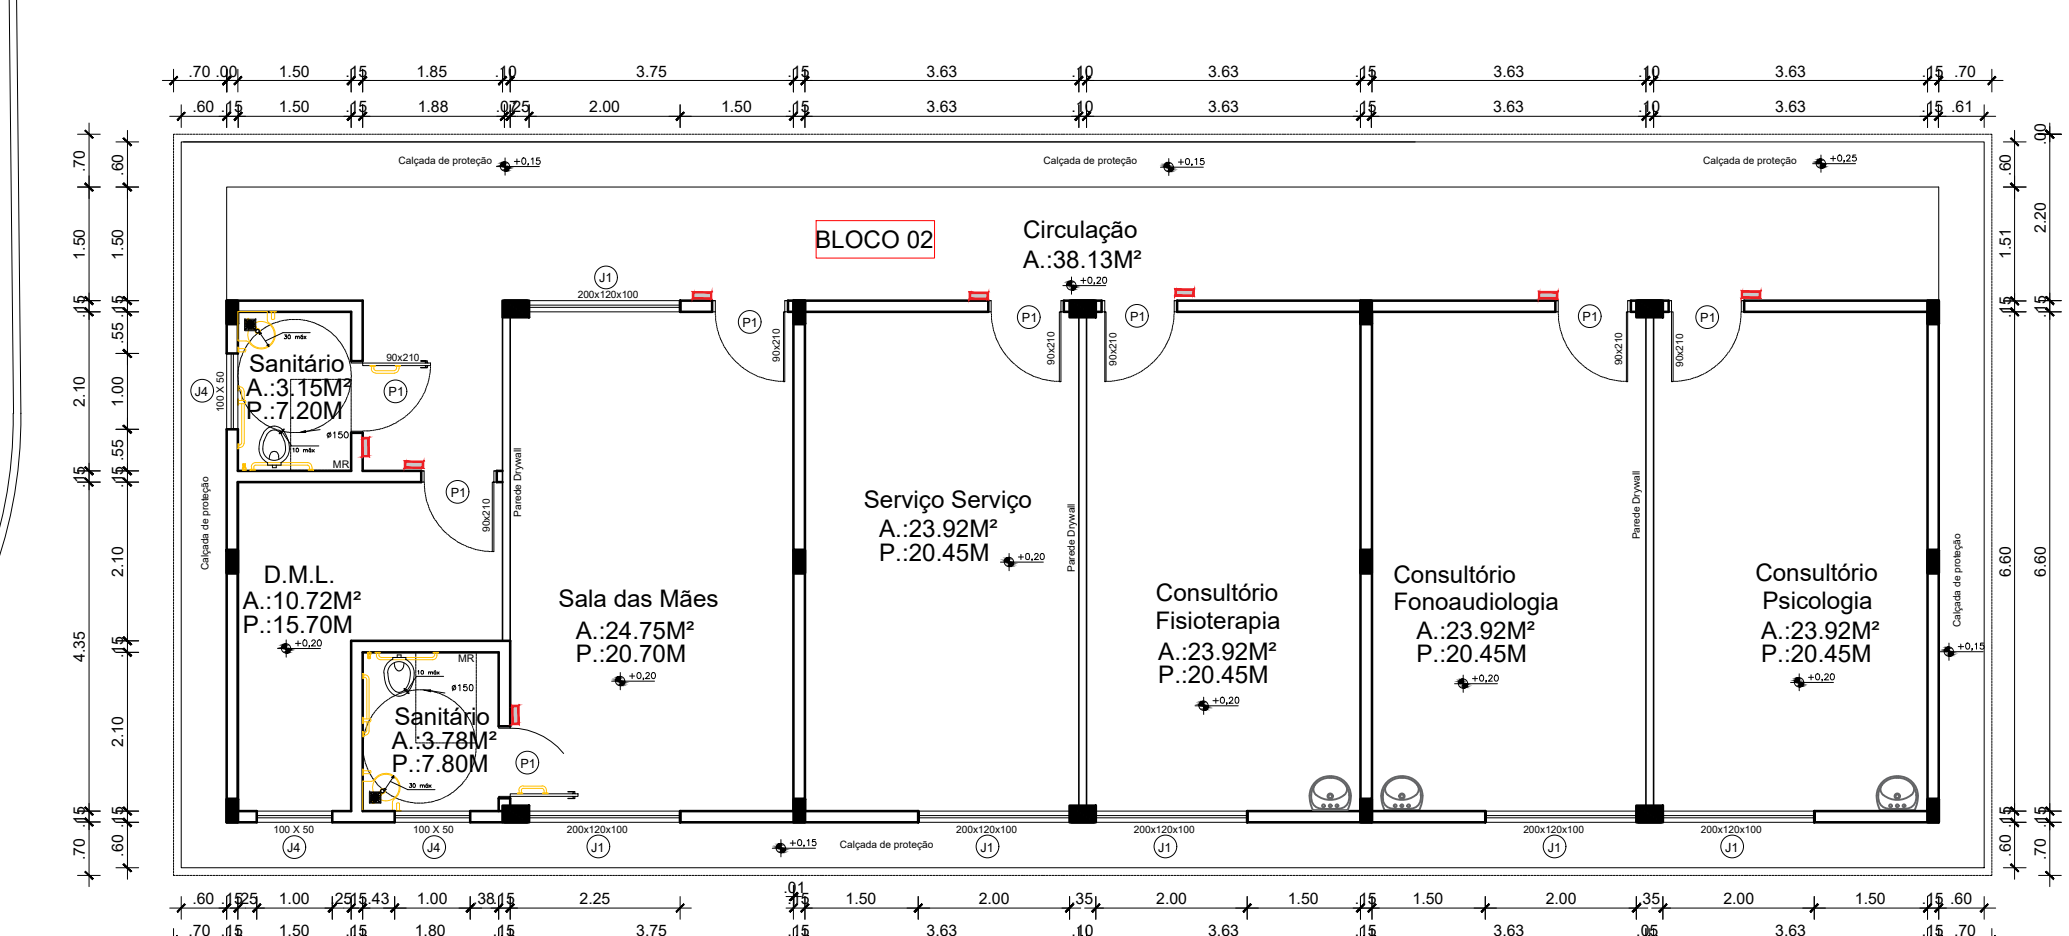 .70 .00 1.50 .15 1.85 .10 3.75 .15 3.63 .10 3.63 .15 3.63 .10 3.63 .15 .70
.60 .15 1.50 .15 1.88 .07 .25 2.00 1.50 .15 3.63 .10 3.63 .15 3.63 .10 3.63 .15 .61
Calçada de proteção +0,15
Calçada de proteção +0,15
Calçada de proteção +0,25
BLOCO 02
Circulação
A.:38.13M²
+0,20
J1
200x120x100
P1 90x210
P1 90x210
P1 90x210
P1 90x210
P1 90x210
30 máx
Sanitário
A.:3.15M²
P.:7.20M
ø150
10 máx
MR
J4
100 X 50
90x210
P1
P1
90x210
Parede Drywall
Calçada de proteção
D.M.L.
A.:10.72M²
P.:15.70M
+0,20
Sala das Mães
A.:24.75M²
P.:20.70M
+0,20
Serviço Serviço
A.:23.92M²
P.:20.45M
+0,20
Parede Drywall
Consultório
Fisioterapia
A.:23.92M²
P.:20.45M
+0,20
Consultório
Fonoaudiologia
A.:23.92M²
P.:20.45M
+0,20
Parede Drywall
Consultório
Psicologia
A.:23.92M²
P.:20.45M
+0,20
Calçada de proteção
+0,15
MR
10 máx
ø150
Sanitário
A.:3.78M²
P.:7.80M
30 máx
P1
100 X 50
J4
100 X 50
J4
200x120x100
J1
+0,15 Calçada de proteção
200x120x100
J1
200x120x100
J1
200x120x100
J1
200x120x100
J1
.70 1.50 .15 2.10 .15 4.35 .15 .70
.60 1.50 .15 .55 1.00 .55 .15 2.10 .15 2.10 .15 .60
.60 1.51 .15 6.60 .15 .60
.00 2.20 .15 6.60 .15 .70
.01
.60 .15 .25 1.00 .25 .15 .43 1.00 .38 .15 2.25 .15 1.50 2.00 .35 2.00 1.50 .15 1.50 2.00 .35 2.00 1.50 .15 .60
.70 .15 1.50 .15 1.80 .15 3.75 .15 3.63 .10 3.63 .15 3.63 .05 3.63 .15 .70